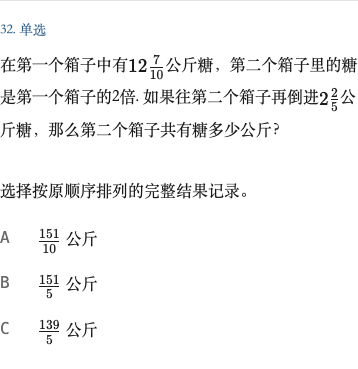 32. 单选
在第一个箱子中有12 7/10 公斤糖，第二个箱子里的糖
是第一个箱子的2倍. 如果往第二个箱子再倒进2 2/5 公
斤糖，那么第二个箱子共有糖多少公斤?
选择按原顺序排列的完整结果记录。
A 151/10 公斤
B 151/5 公斤
C 139/5 公斤